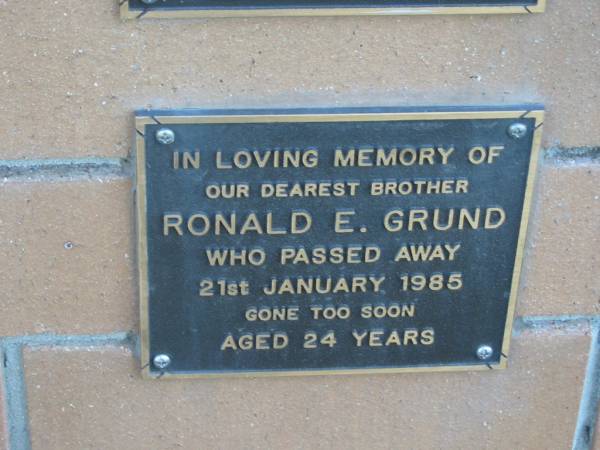 IN LOVING MEMORY OF
OUR DEAREST BROTHER
RONALD E. GRUND
WHO PASSED AWAY
21st JANUARY 1985
GONE TOO SOON
AGED 24 YEARS